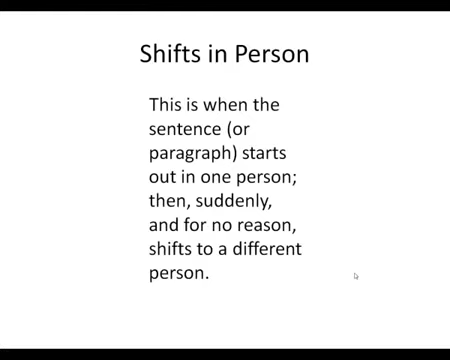 Shifts in Person
This is when the
sentence (or
paragraph) starts
out in one person;
then, suddenly,
and for no reason,
shifts to a different
person.